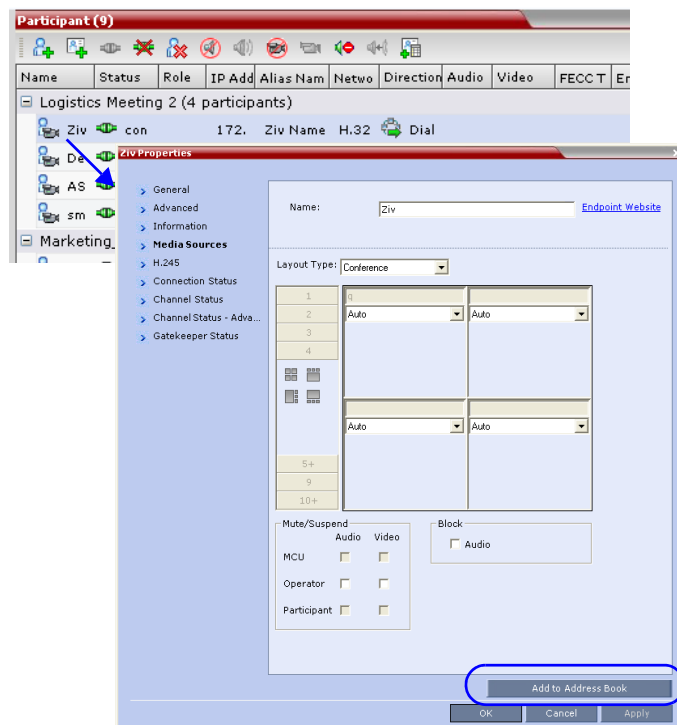 Participant (9)
Name Status Role IP Add Alias Nam Netwo Direction Audio Video FECC T
Logistics Meeting 2 (4 participants)
Ziv con 172. Ziv Name H.32 Dial
De
AS
sm
Marketing_
Ziv Properties
General
Advanced
Information
Media Sources
H.245
Connection Status
Channel Status
Channel Status - Adva...
Gatekeeper Status
Name: Ziv Endpoint Website
Layout Type: Conference
1
2
3
4
5+
9
10+
q
Auto Auto
Auto Auto
Mute/Suspend
Audio Video
MCU
Operator
Participant
Block
Audio
Add to Address Book
OK Cancel Apply